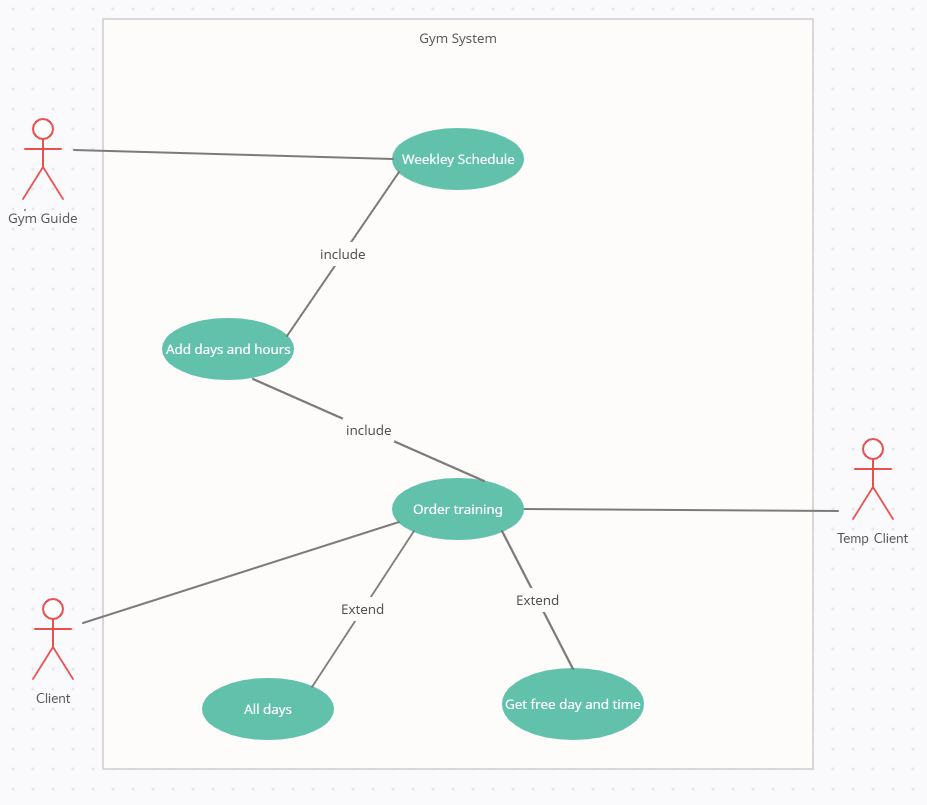 Gym System
Weekley Schedule
Gym Guide
include
Add days and hours
include
Order training
Temp Client
Extend
Extend
Client
All days
Get free day and time